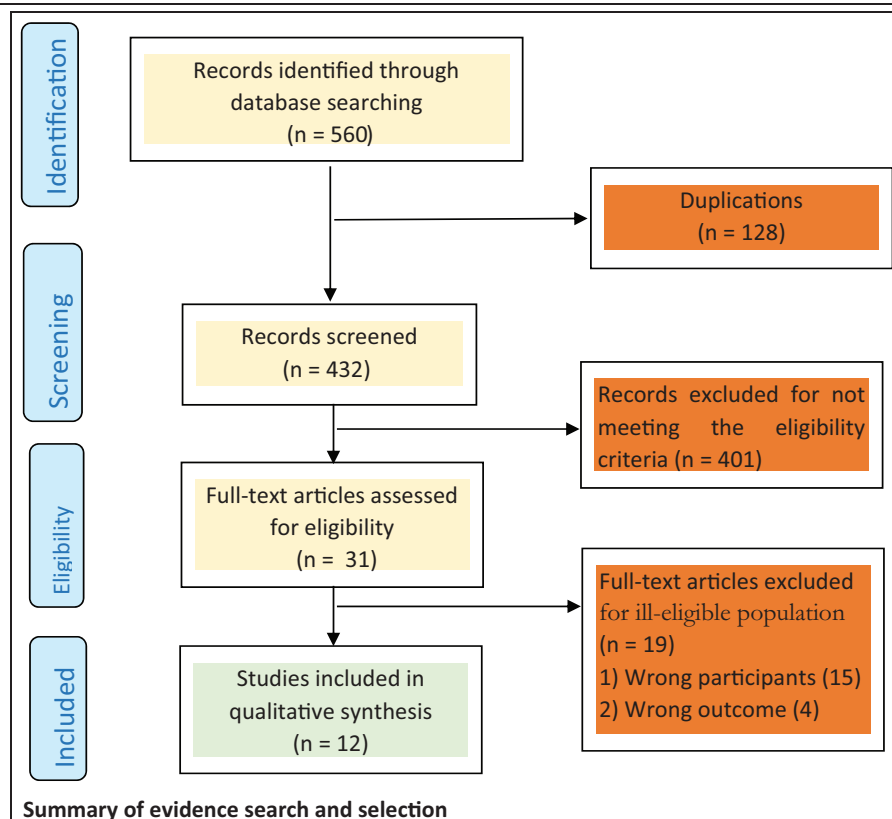 Identification
Records identified through
database searching
(n = 560)
Duplications
(n = 128)
Screening
Records screened
(n = 432)
Records excluded for not
meeting the eligibility
criteria (n = 401)
Eligibility
Full-text articles assessed
for eligibility
(n = 31)
Full-text articles excluded
for ill-eligible population
(n = 19)
1) Wrong participants (15)
2) Wrong outcome (4)
Included
Studies included in
qualitative synthesis
(n = 12)
Summary of evidence search and selection